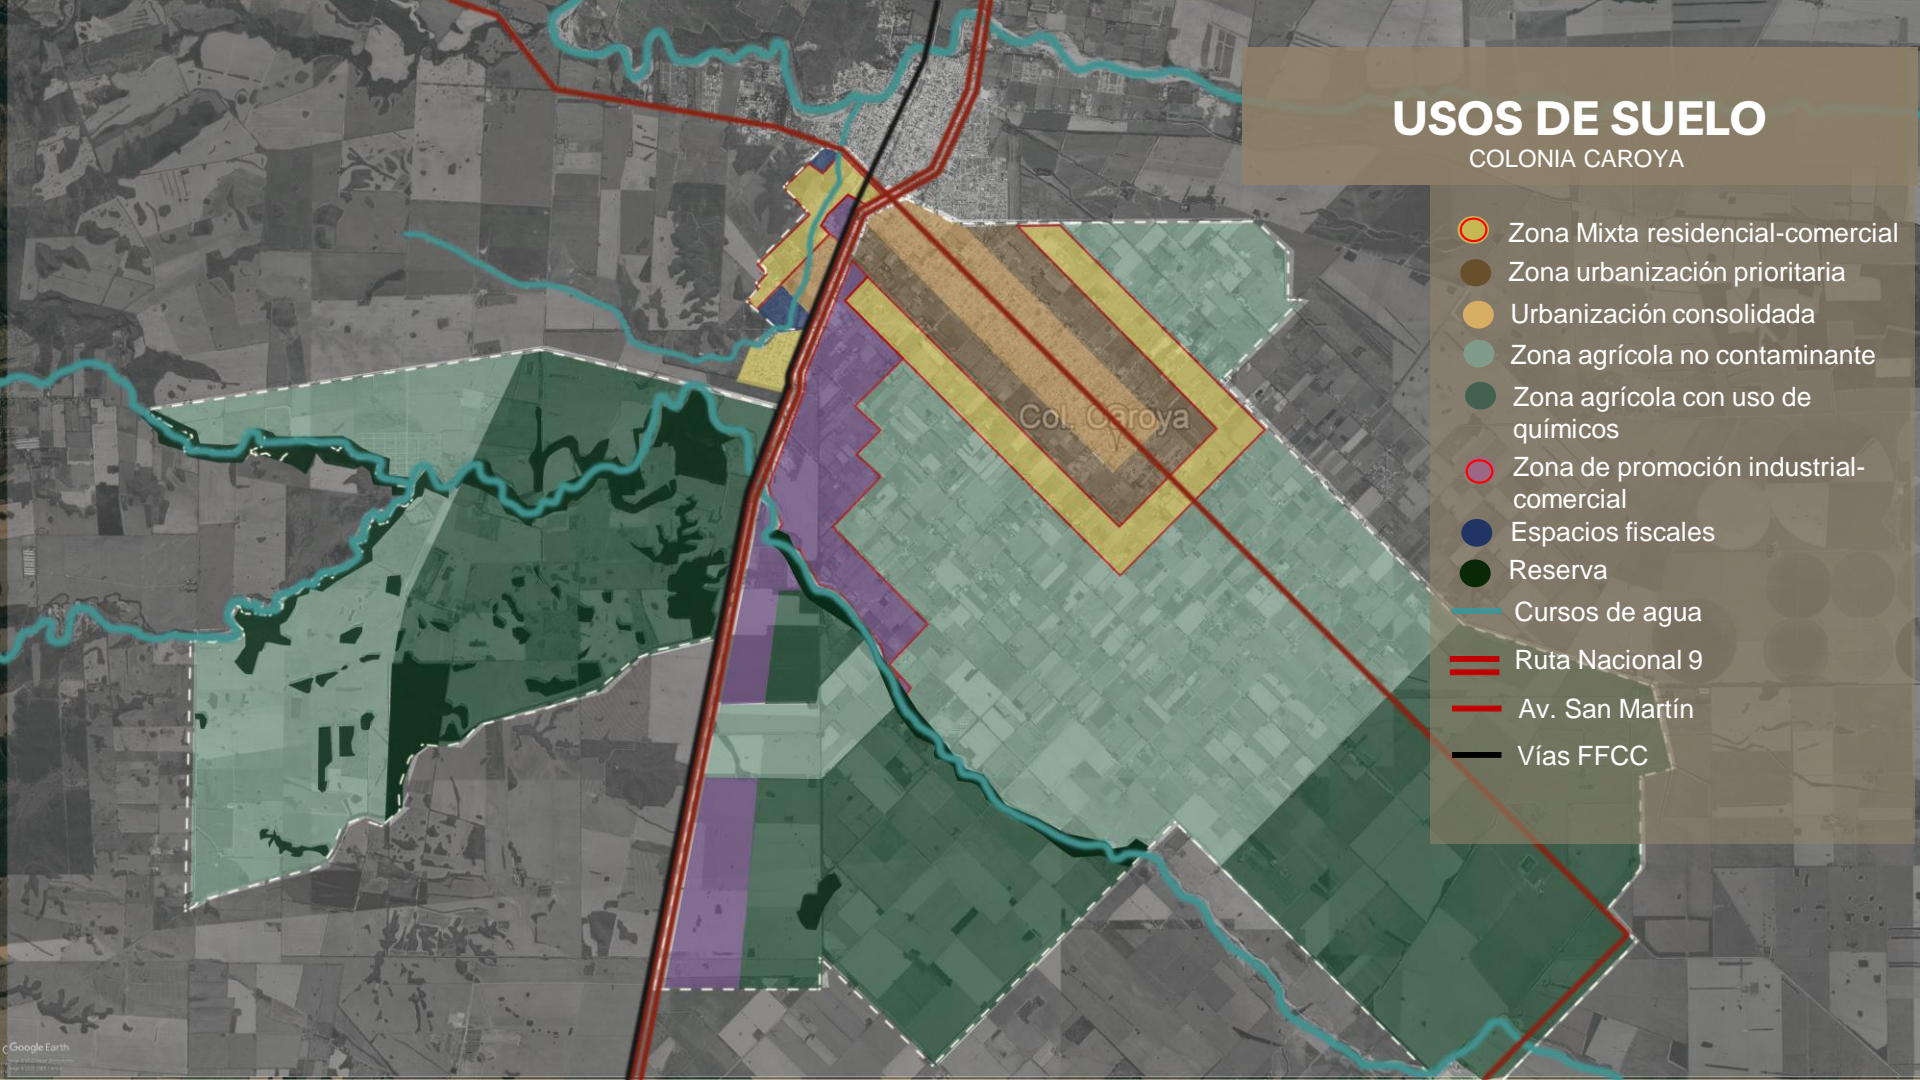 USOS DE SUELO
COLONIA CAROYA
Zona Mixta residencial-comercial
Zona urbanización prioritaria
Urbanización consolidada
Zona agrícola no contaminante
Zona agrícola con uso de
químicos
Zona de promoción industrial-
comercial
Espacios fiscales
Reserva
Cursos de agua
Ruta Nacional 9
Av. San Martín
Vías FFCC
Col. Caroya
Google Earth